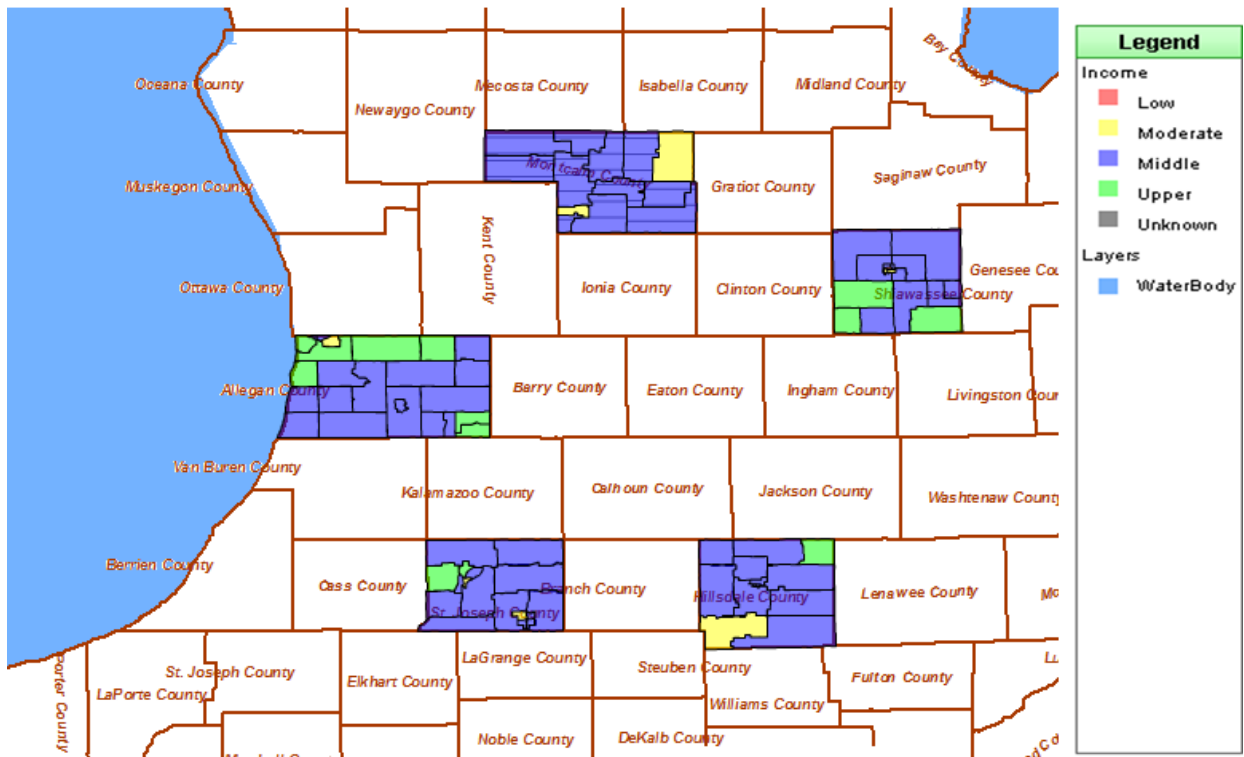 Legend
Income
Low
Moderate
Middle
Upper
Unknown
Layers
WaterBody
Bay County
Oceana County
Mecosta County
Isabella County
Midland County
Newaygo County
Montcalm County
Saginaw County
Muskegon County
Gratiot County
Kent County
Genesee Cou
Ottawa County
Ionia County
Clinton County
Shiawassee County
Allegan County
Barry County
Eaton County
Ingham County
Livingston Coun
Van Buren County
Kalamazoo County
Calhoun County
Jackson County
Washtenaw County
Berrien County
Cass County
Branch County
Hillsdale County
Lenawee County
Mo
St. Joseph County
Porter County
St. Joseph County
LaGrange County
Steuben County
Fulton County
Lu
LaPorte County
Elkhart County
Williams County
Noble County
DeKalb County